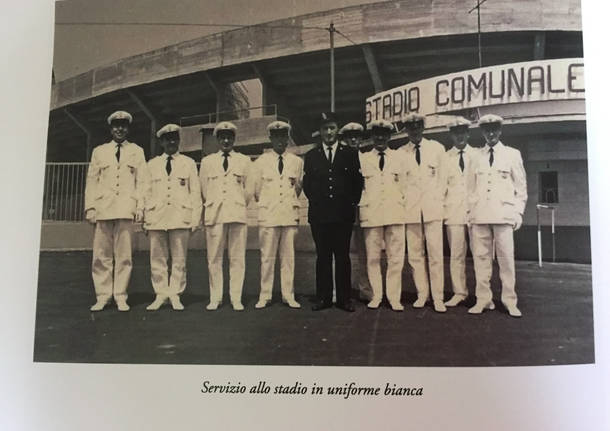 STADIO COMUNALE
Servizio allo stadio in uniforme bianca